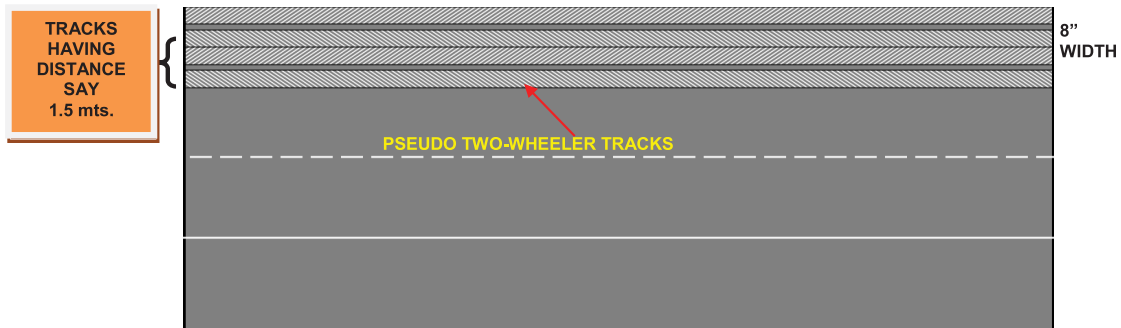 TRACKS
HAVING
DISTANCE
SAY
1.5 mts.
8”
WIDTH
PSEUDO TWO-WHEELER TRACKS